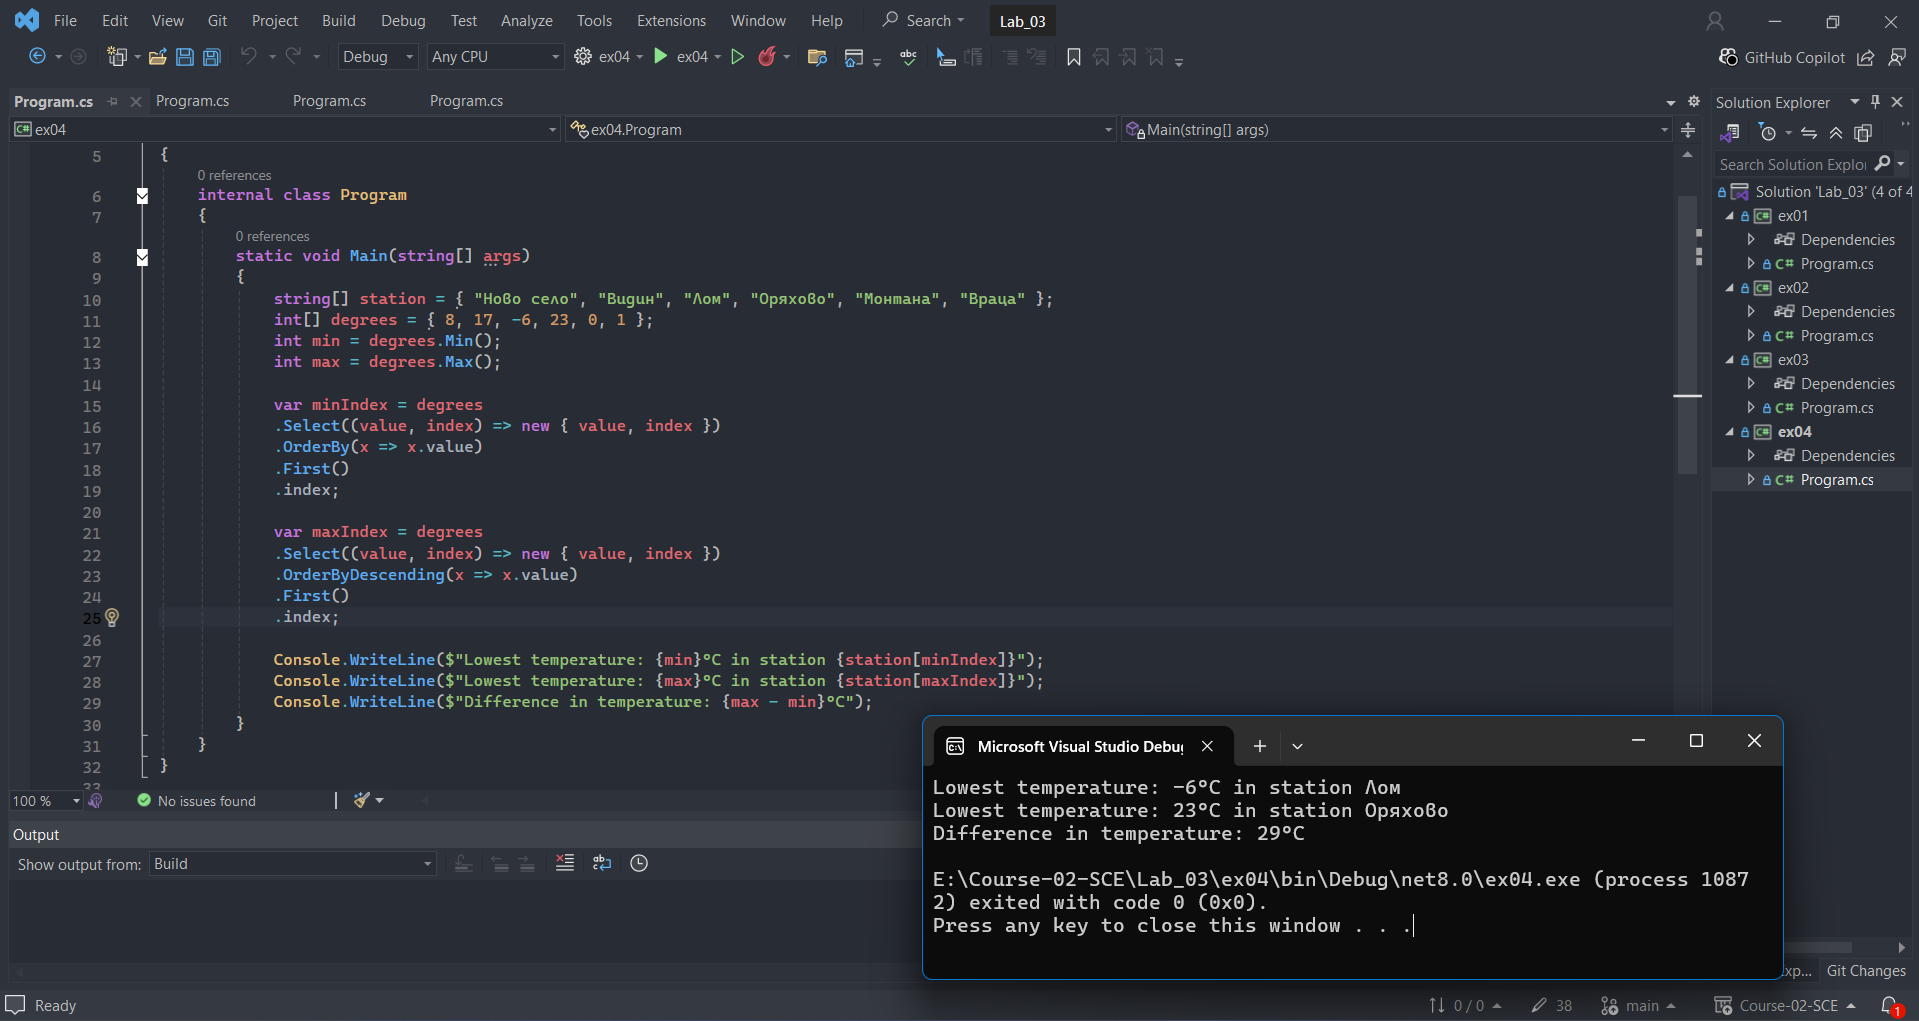 File Edit View Git Project Build Debug Test Analyze Tools Extensions Window Help Search Lab_03
Debug Any CPU ex04 ex04 GitHub Copilot
Program.cs Program.cs Program.cs Program.cs
ex04 ex04.Program Main(string[] args)
5 {
0 references
6 internal class Program
7 {
0 references
8 static void Main(string[] args)
9 {
10 string[] station = { "Ново село", "Видин", "Лом", "Оряхово", "Монтана", "Враца" };
11 int[] degrees = { 8, 17, -6, 23, 0, 1 };
12 int min = degrees.Min();
13 int max = degrees.Max();
14
15 var minIndex = degrees
16 .Select((value, index) => new { value, index })
17 .OrderBy(x => x.value)
18 .First()
19 .index;
20
21 var maxIndex = degrees
22 .Select((value, index) => new { value, index })
23 .OrderByDescending(x => x.value)
24 .First()
25 .index;
26
27 Console.WriteLine($"Lowest temperature: {min}°C in station {station[minIndex]}");
28 Console.WriteLine($"Lowest temperature: {max}°C in station {station[maxIndex]}");
29 Console.WriteLine($"Difference in temperature: {max - min}°C");
30 }
31 }
32 }
33
100 % No issues found
Output
Show output from: Build
Solution Explorer
Search Solution Explor
Solution 'Lab_03' (4 of 4
ex01
Dependencies
C# Program.cs
ex02
Dependencies
C# Program.cs
ex03
Dependencies
C# Program.cs
ex04
Dependencies
C# Program.cs
Microsoft Visual Studio Debug
Lowest temperature: -6°C in station Лом
Lowest temperature: 23°C in station Оряхово
Difference in temperature: 29°C
E:\Course-02-SCE\Lab_03\ex04\bin\Debug\net8.0\ex04.exe (process 1087
2) exited with code 0 (0x0).
Press any key to close this window . . .
xp... Git Changes
Ready 0 / 0 38 main Course-02-SCE 1